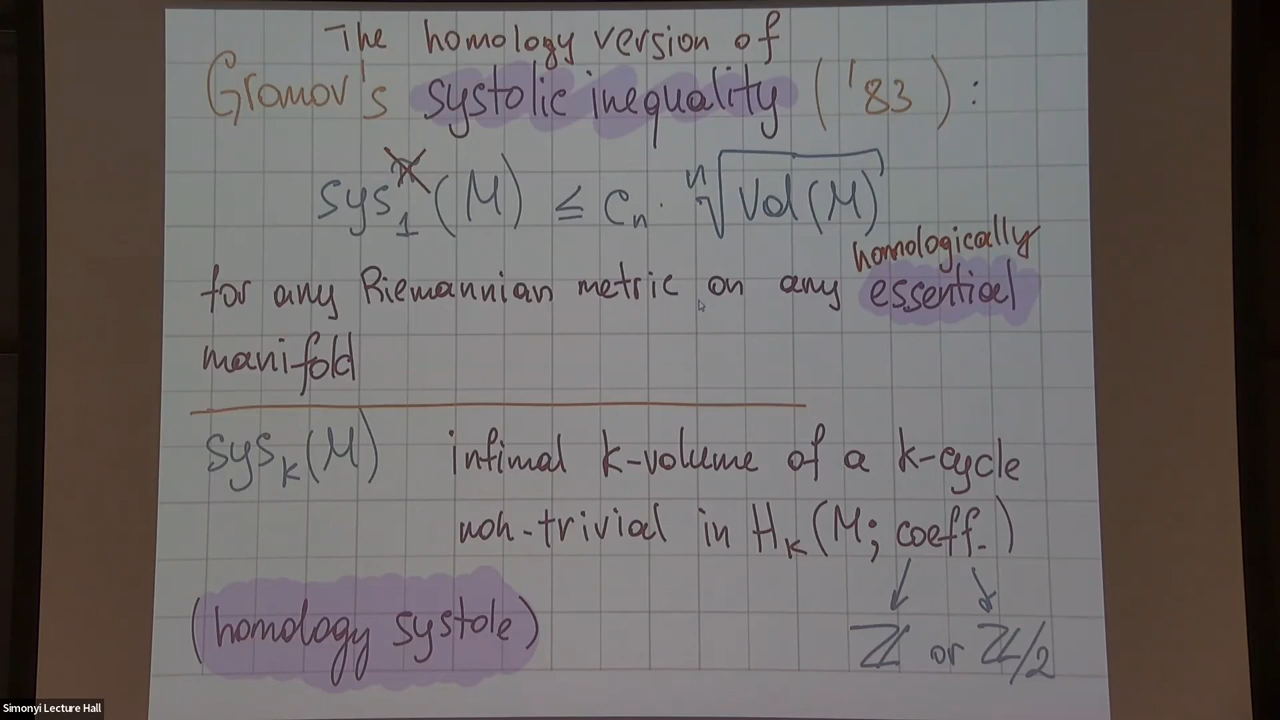 The homology version of
Gromov's systolic inequality ('83):
sys₁(M) ≤ cₙ · ⁿ√Vol(M)
homologically
for any Riemannian metric on any essential
manifold
sysₖ(M) infimal k-volume of a k-cycle
non-trivial in Hₖ(M; coeff.)
(homology systole) ℤ or ℤ/2
Simonyi Lecture Hall